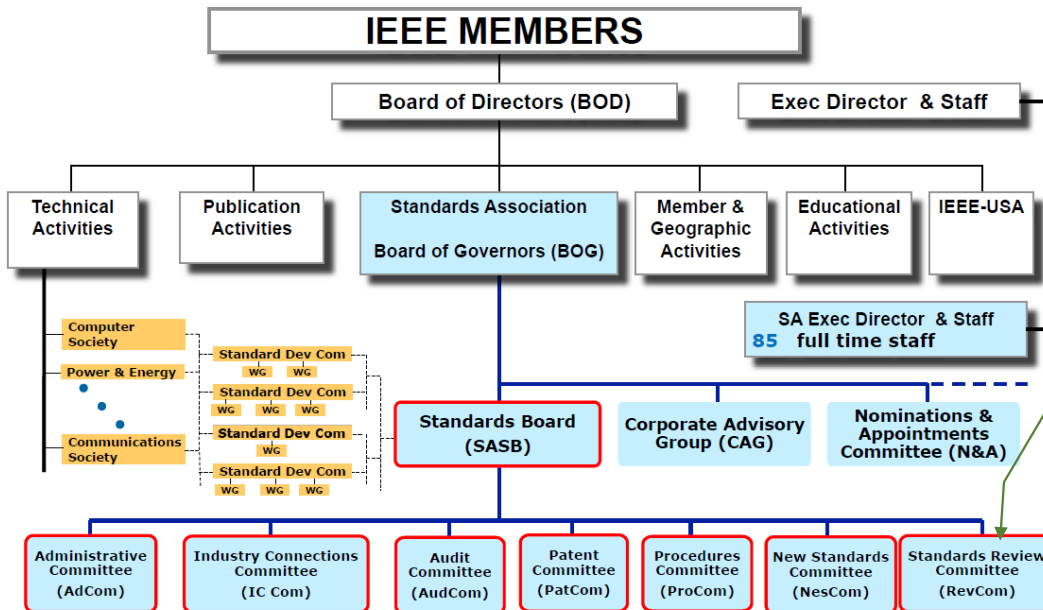 IEEE MEMBERS
Board of Directors (BOD)
Exec Director & Staff
Technical
Activities
Publication
Activities
Standards Association
Board of Governors (BOG)
Member &
Geographic
Activities
Educational
Activities
IEEE-USA
SA Exec Director & Staff
85 full time staff
Computer
Society
Power & Energy
Communications
Society
Standard Dev Com
WG WG
Standard Dev Com
WG WG WG
Standard Dev Com
WG
Standard Dev Com
WG WG WG
Standards Board
(SASB)
Corporate Advisory
Group (CAG)
Nominations &
Appointments
Committee (N&A)
Administrative
Committee
(AdCom)
Industry Connections
Committee
(IC Com)
Audit
Committee
(AudCom)
Patent
Committee
(PatCom)
Procedures
Committee
(ProCom)
New Standards
Committee
(NesCom)
Standards Review
Committee
(RevCom)